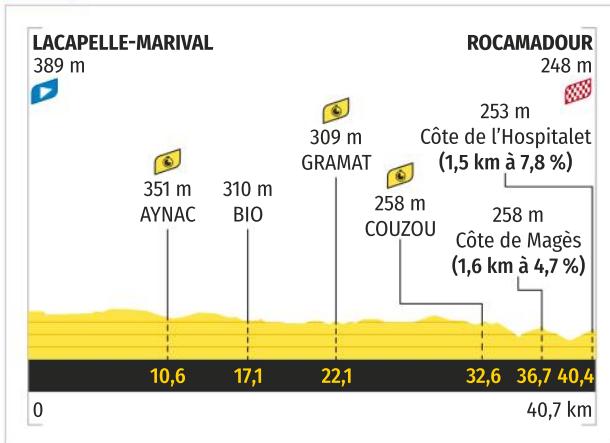 LACAPELLE-MARIVAL
389 m
ROCAMADOUR
248 m
253 m
Côte de l’Hospitalet
(1,5 km à 7,8 %)
309 m
GRAMAT
351 m
AYNAC
310 m
BIO
258 m
COUZOU
258 m
Côte de Magès
(1,6 km à 4,7 %)
10,6 17,1 22,1 32,6 36,7 40,4
0 40,7 km